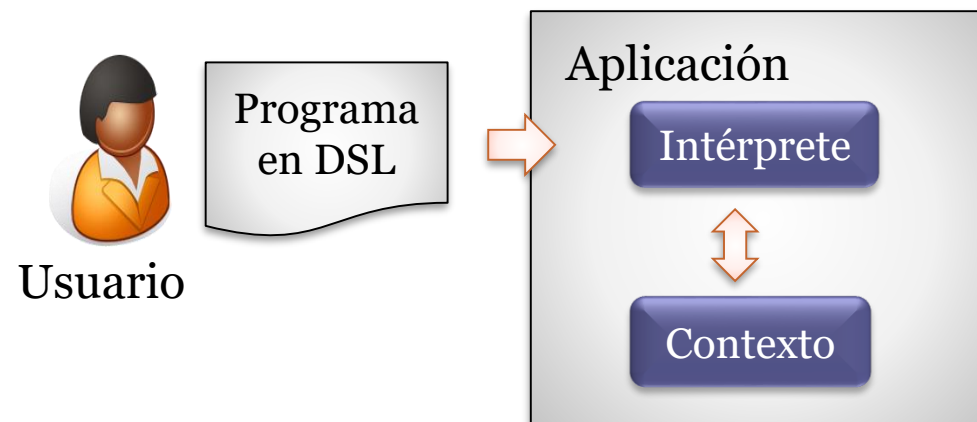 Aplicación
Programa
en DSL
Intérprete
Usuario
Contexto